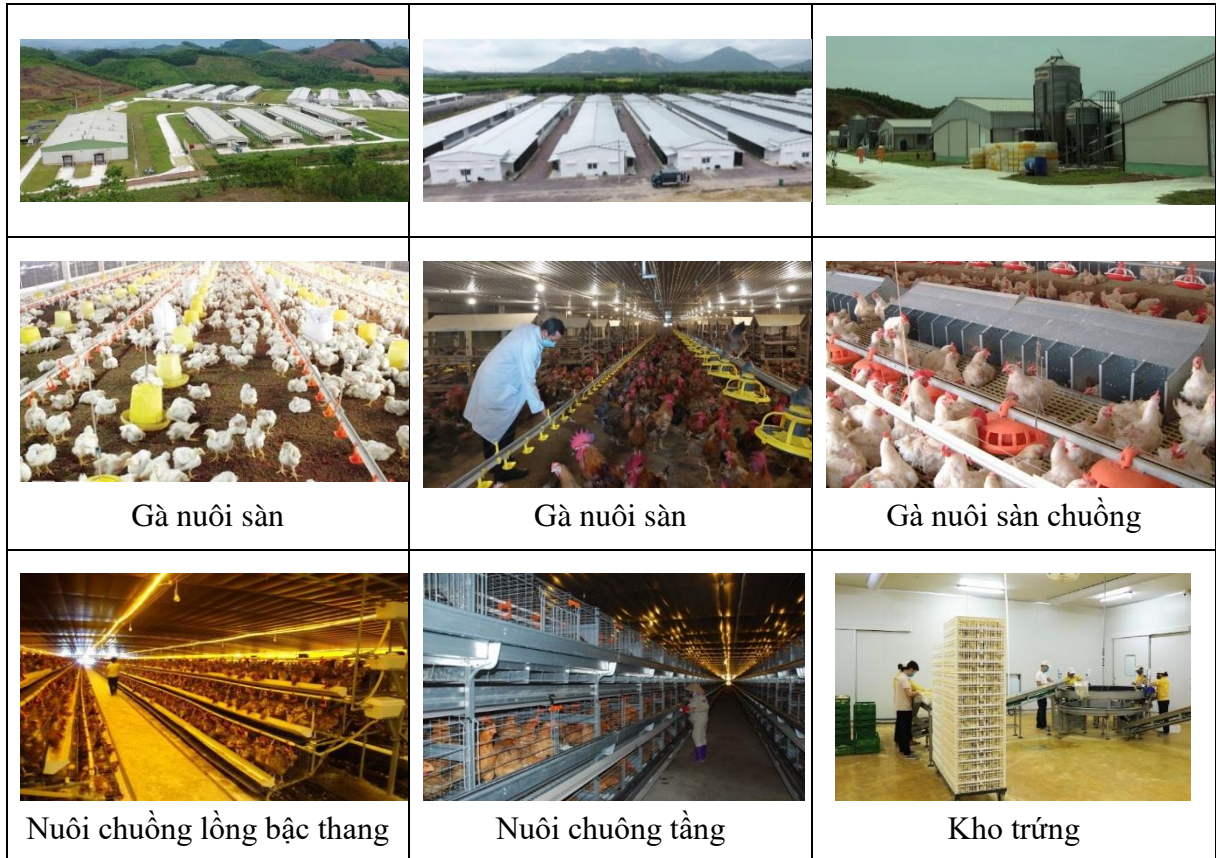 Gà nuôi sàn
Gà nuôi sàn
Gà nuôi sàn chuồng
Nuôi chuồng lồng bậc thang
Nuôi chuông tầng
Kho trứng